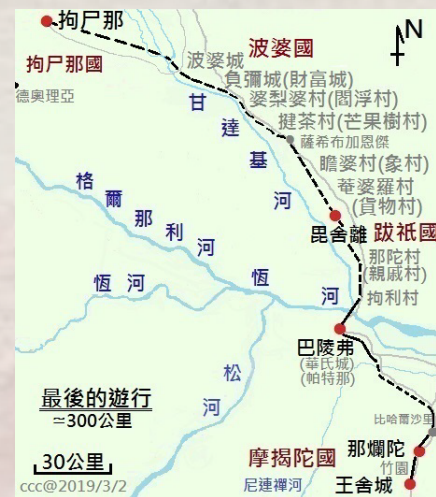 拘尸那
N
波婆國
拘尸那國
波婆城
負彌城(財富城)
德奧理亞
婆梨婆村(閻浮村)
揵茶村(芒果樹村)
薩希布加恩傑
甘達基河
瞻婆村(象村)
菴婆羅村
(貨物村)
格爾那利河
毘舍離
跋祇國
那陀村
(親戚村)
恆河
恆河
拘利村
巴陵弗
(華氏城)
(帕特那)
松河
最後的遊行
≃300公里
比哈爾沙里
那爛陀
30公里
摩揭陀國
竹園
尼連禪河
王舍城
ccc@2019/3/2